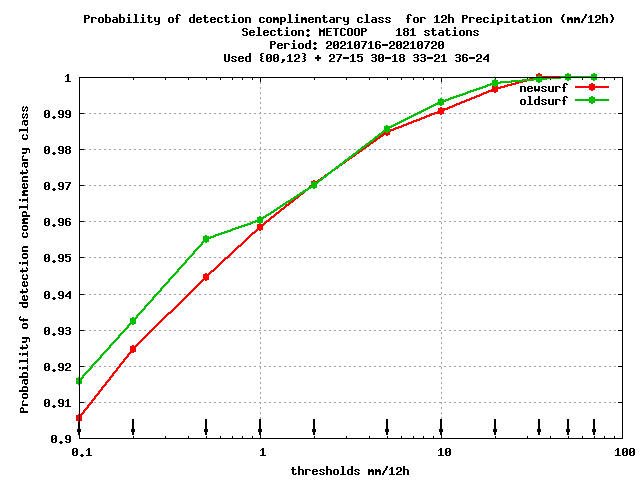 Probability of detection complimentary class  for 12h Precipitation (mm/12h)
Selection: METCOOP    181 stations
Period: 20210716-20210720
Used {00,12} + 27-15 30-18 33-21 36-24
newsurf
oldsurf
Probability of detection complimentary class
1
0.99
0.98
0.97
0.96
0.95
0.94
0.93
0.92
0.91
0.9
0.1 1 10 100
thresholds mm/12h